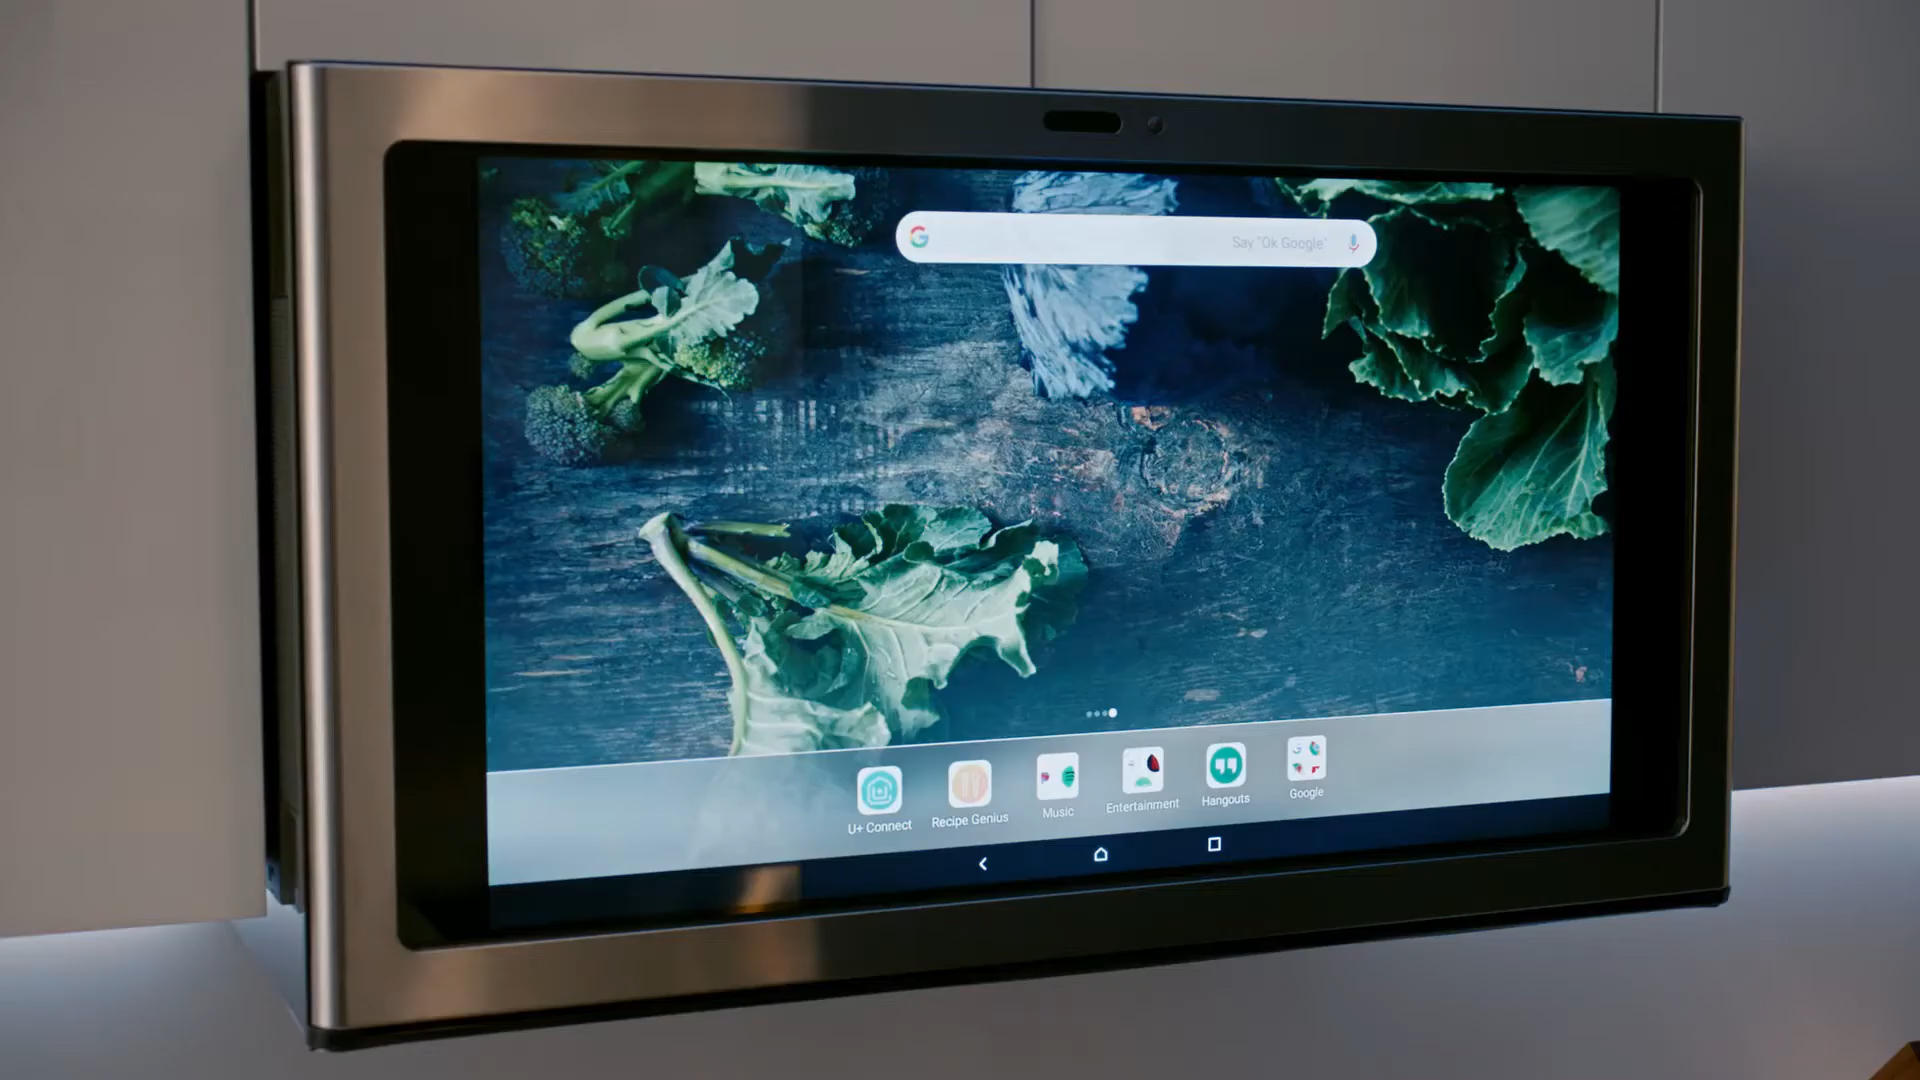 Say "Ok Google"
U+ Connect
Recipe Genius
Music
Entertainment
Hangouts
Google